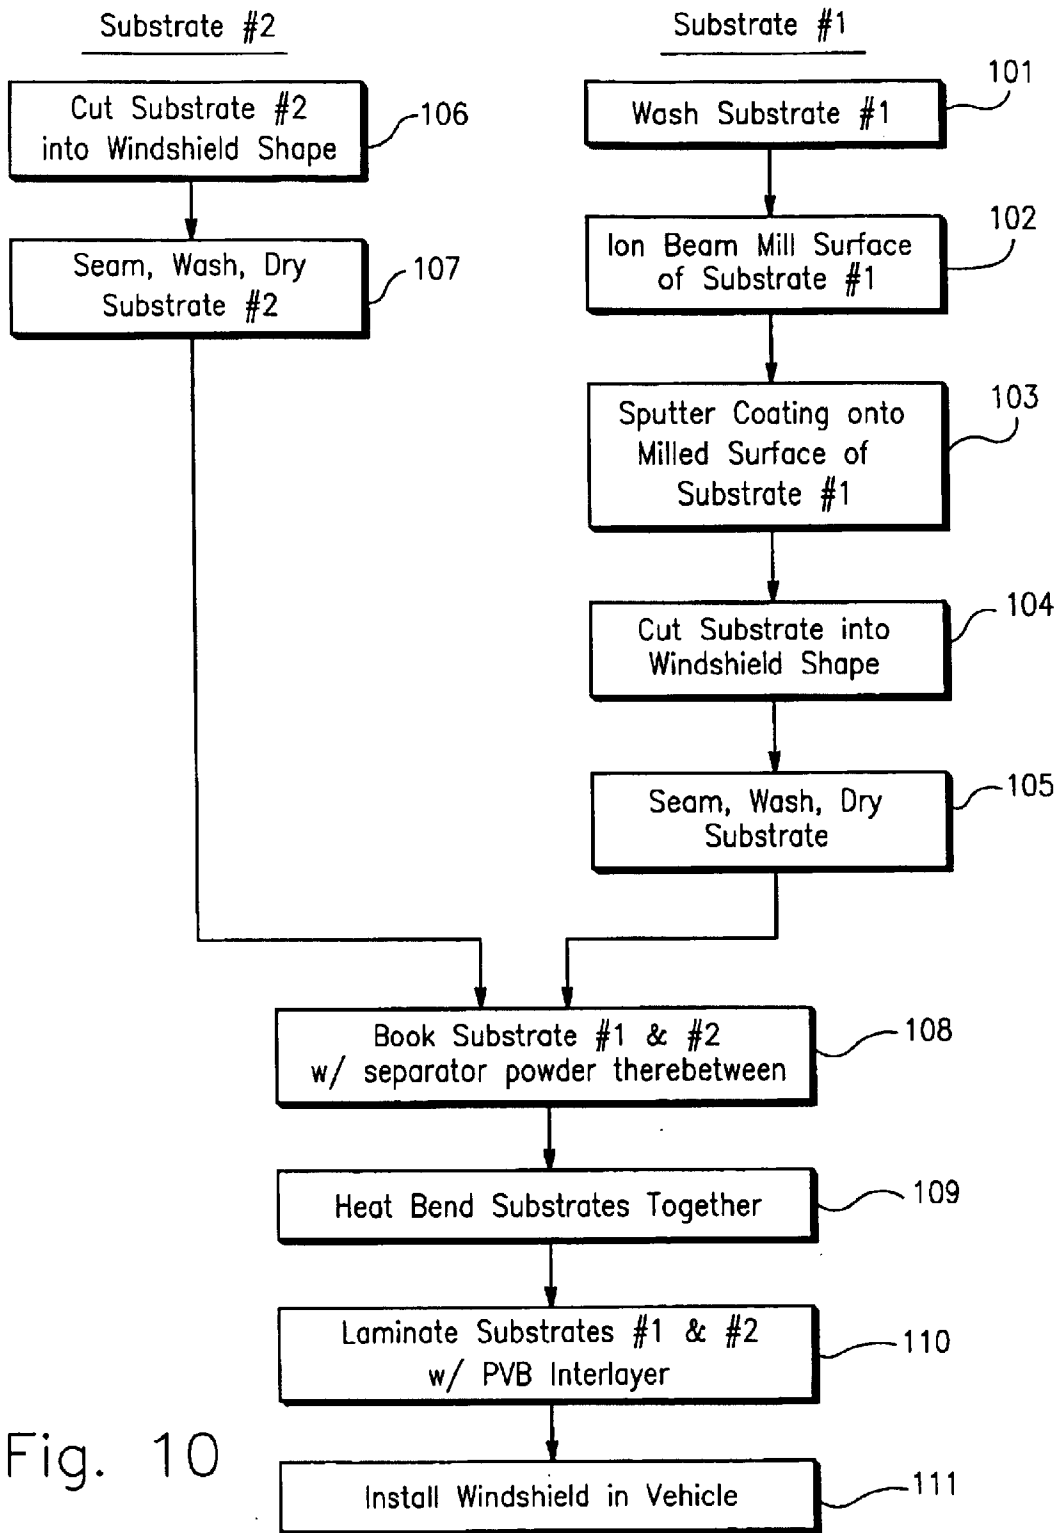 Substrate #2
Cut Substrate #2
into Windshield Shape
106
Seam, Wash, Dry
Substrate #2
107
Substrate #1
Wash Substrate #1
101
Ion Beam Mill Surface
of Substrate #1
102
Sputter Coating onto
Milled Surface of
Substrate #1
103
Cut Substrate into
Windshield Shape
104
Seam, Wash, Dry
Substrate
105
Book Substrate #1 & #2
w/ separator powder therebetween
108
Heat Bend Substrates Together
109
Laminate Substrates #1 & #2
w/ PVB Interlayer
110
Install Windshield in Vehicle
111
Fig. 10